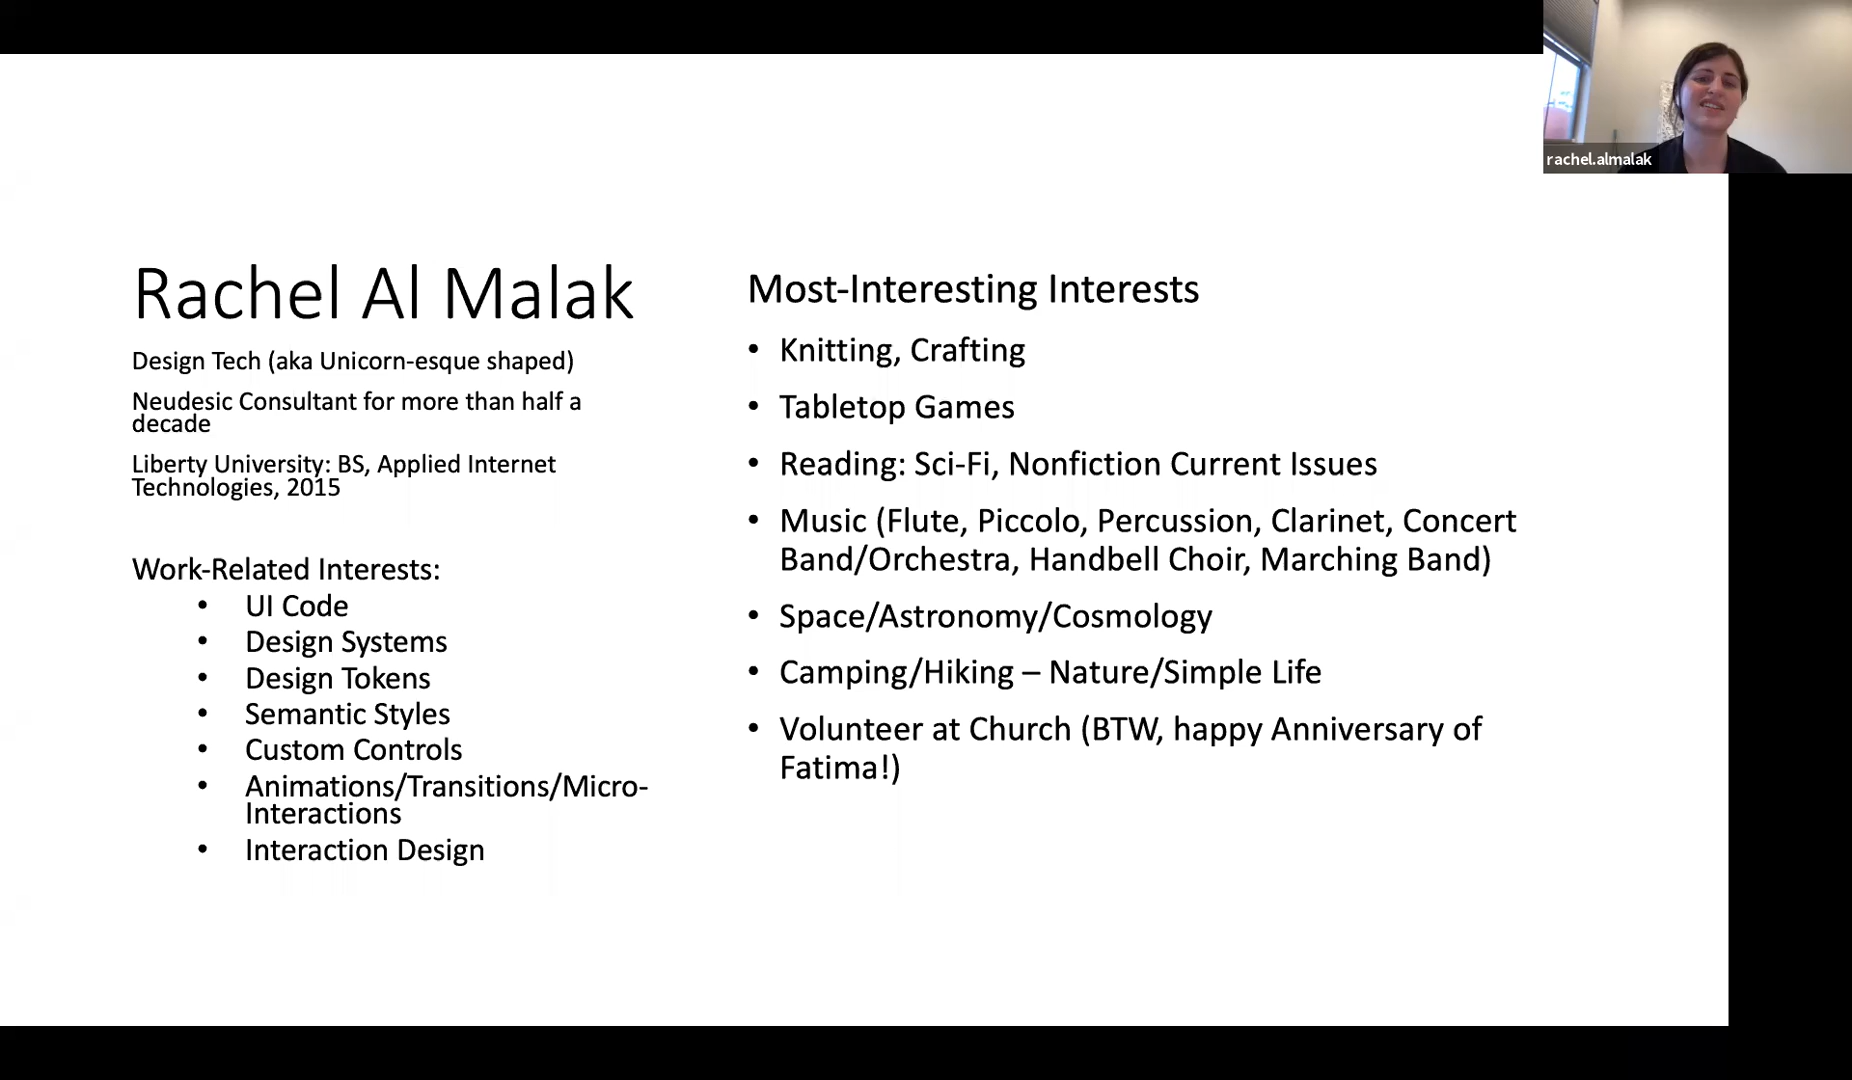 rachel.almalak
Rachel Al Malak
Design Tech (aka Unicorn-esque shaped)
Neudesic Consultant for more than half a
decade
Liberty University: BS, Applied Internet
Technologies, 2015
Work-Related Interests:
• UI Code
• Design Systems
• Design Tokens
• Semantic Styles
• Custom Controls
• Animations/Transitions/Micro-
Interactions
• Interaction Design
Most-Interesting Interests
• Knitting, Crafting
• Tabletop Games
• Reading: Sci-Fi, Nonfiction Current Issues
• Music (Flute, Piccolo, Percussion, Clarinet, Concert
Band/Orchestra, Handbell Choir, Marching Band)
• Space/Astronomy/Cosmology
• Camping/Hiking – Nature/Simple Life
• Volunteer at Church (BTW, happy Anniversary of
Fatima!)